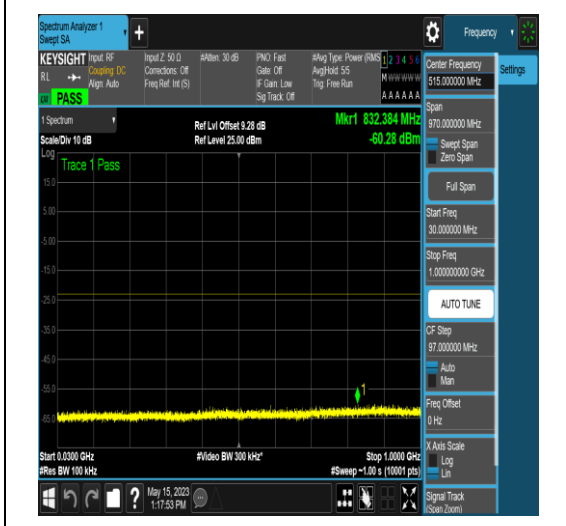 Spectrum Analyzer 1
Swept SA
+
Frequency
KEYSIGHT
RL
PASS
Input: RF
Coupling: DC
Align: Auto
Input Z: 50 Ω
Corrections: Off
Freq Ref: Int (S)
#Atten: 30 dB
PNO: Fast
Gate: Off
IF Gain: Low
Sig Track: Off
#Avg Type: Power (RMS
Avg|Hold: 5/5
Trig: Free Run
1 2 3 4 5 6
M W W W W W
A A A A A A
1 Spectrum
Scale/Div 10 dB
Ref Lvl Offset 9.28 dB
Ref Level 25.00 dBm
Mkr1 832.384 MHz
-60.28 dBm
Log
Trace 1 Pass
15.0
5.00
-5.00
-15.0
-25.0
-35.0
-45.0
-55.0
-65.0
1
Start 0.0300 GHz
#Res BW 100 kHz
#Video BW 300 kHz*
Stop 1.0000 GHz
#Sweep ~1.00 s (10001 pts)
May 15, 2023
1:17:53 PM
Center Frequency
515.000000 MHz
Settings
Span
970.000000 MHz
Swept Span
Zero Span
Full Span
Start Freq
30.000000 MHz
Stop Freq
1.000000000 GHz
AUTO TUNE
CF Step
97.000000 MHz
Auto
Man
Freq Offset
0 Hz
X Axis Scale
Log
Lin
Signal Track
(Span Zoom)